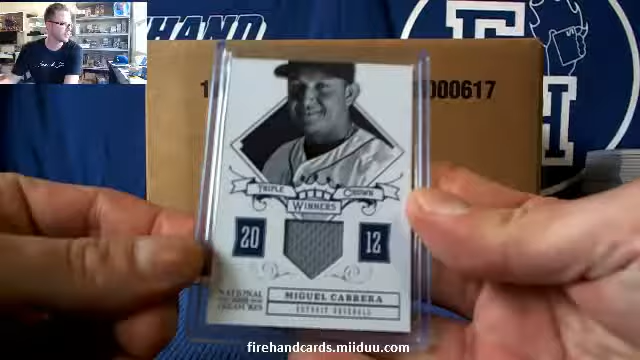 HAND
000617
TRIPLE CROWN
WINNERS
20 12
NATIONAL
TREASURES
MIGUEL CABRERA
DETROIT BASEBALL
firehandcards.miiduu.com